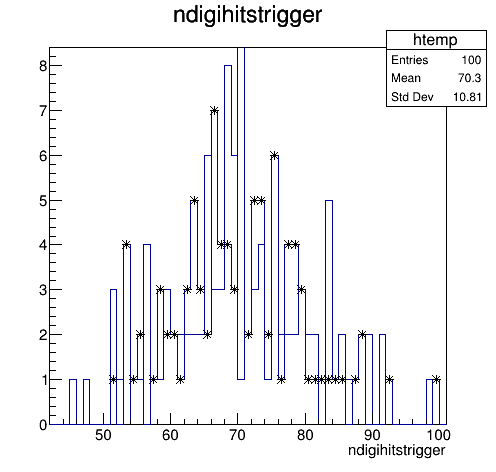 ndigihitstrigger
htemp
Entries 100
Mean 70.3
Std Dev 10.81
8
7
6
5
4
3
2
1
0
50 60 70 80 90 100
ndigihitstrigger